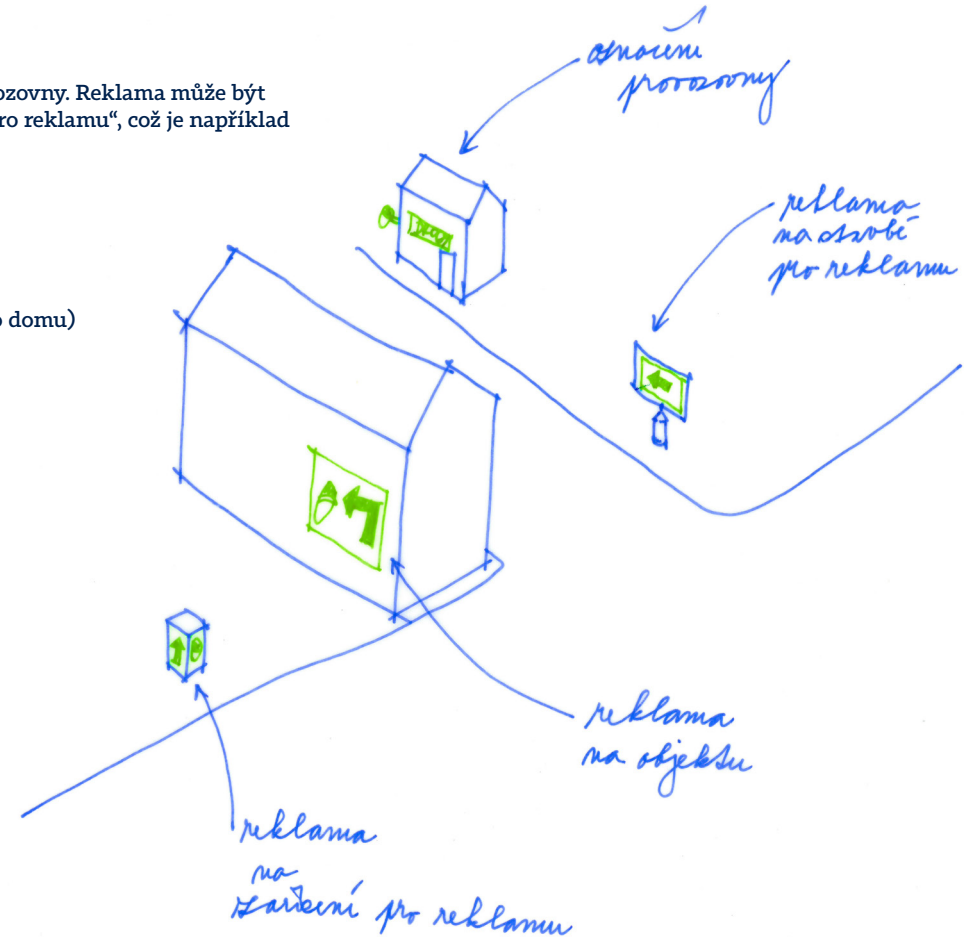 ozovny. Reklama může být
ro reklamu“, což je například
o domu)
označení
provozovny
reklama
na stavbě
pro reklamu
reklama
na objektu
reklama
na
zařízení pro reklamu